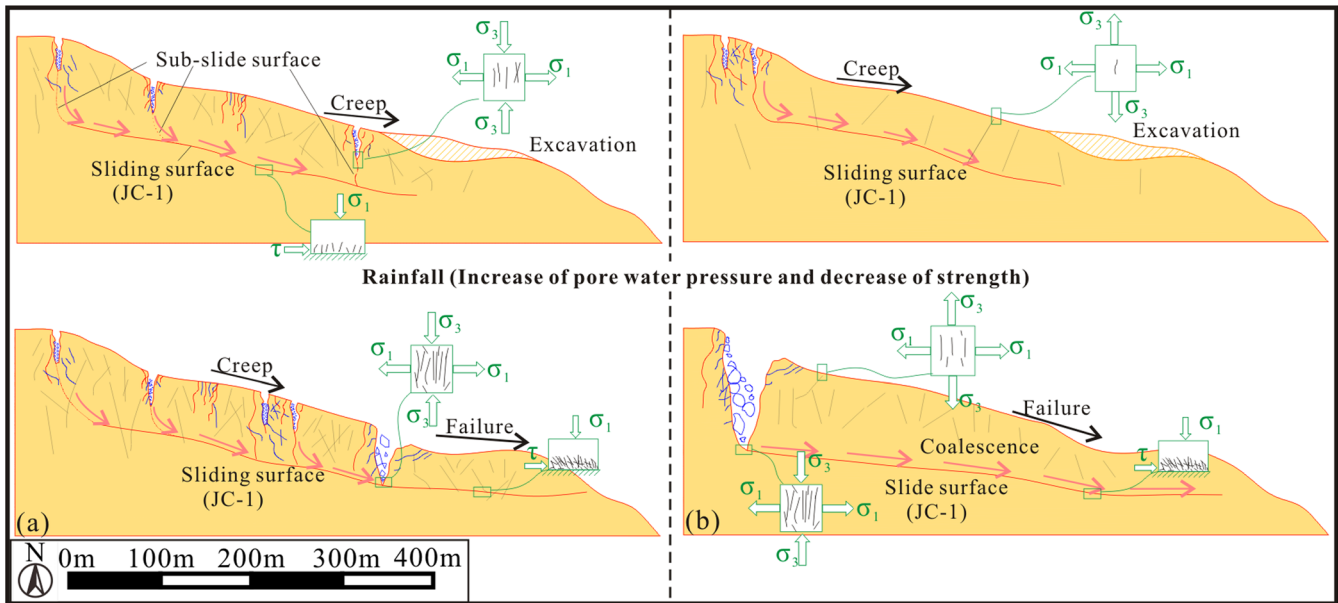 σ₃
σ₁
σ₁
σ₃
Sub-slide surface
Creep
Excavation
Sliding surface
(JC-1)
σ₁
τ
σ₃
σ₁
σ₁
σ₃
Creep
Excavation
Sliding surface
(JC-1)
Rainfall (Increase of pore water pressure and decrease of strength)
σ₃
σ₁
σ₁
σ₃
Creep
Failure
σ₁
τ
Sliding surface
(JC-1)
(a)
σ₃
σ₁
σ₁
σ₃
Failure
σ₁
τ
Coalescence
Slide surface
(JC-1)
σ₃
σ₁
σ₁
σ₃
(b)
N
0m 100m 200m 300m 400m